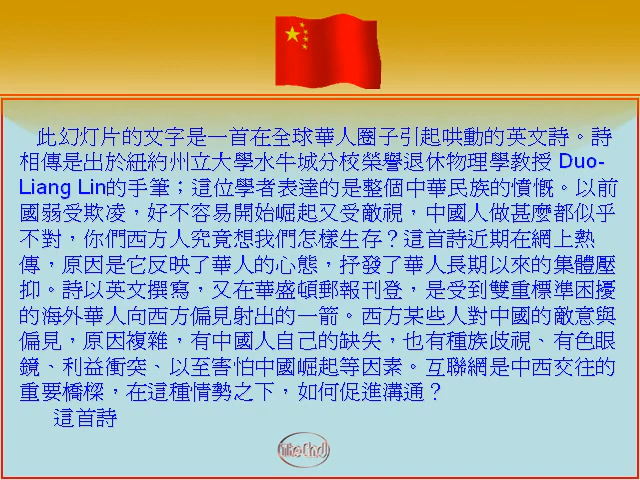 此幻灯片的文字是一首在全球華人圈子引起哄動的英文詩。詩
相傳是出於紐約州立大學水牛城分校榮譽退休物理學教授 Duo-
Liang Lin的手筆；這位學者表達的是整個中華民族的憤慨。以前
國弱受欺凌，好不容易開始崛起又受敵視，中國人做甚麼都似乎
不對，你們西方人究竟想我們怎樣生存？這首詩近期在網上熱
傳，原因是它反映了華人的心態，抒發了華人長期以來的集體壓
抑。詩以英文撰寫，又在華盛頓郵報刊登，是受到雙重標準困擾
的海外華人向西方偏見射出的一箭。西方某些人對中國的敵意與
偏見，原因複雜，有中國人自己的缺失，也有種族歧視、有色眼
鏡、利益衝突、以至害怕中國崛起等因素。互聯網是中西交往的
重要橋樑，在這種情勢之下，如何促進溝通？
這首詩
The End